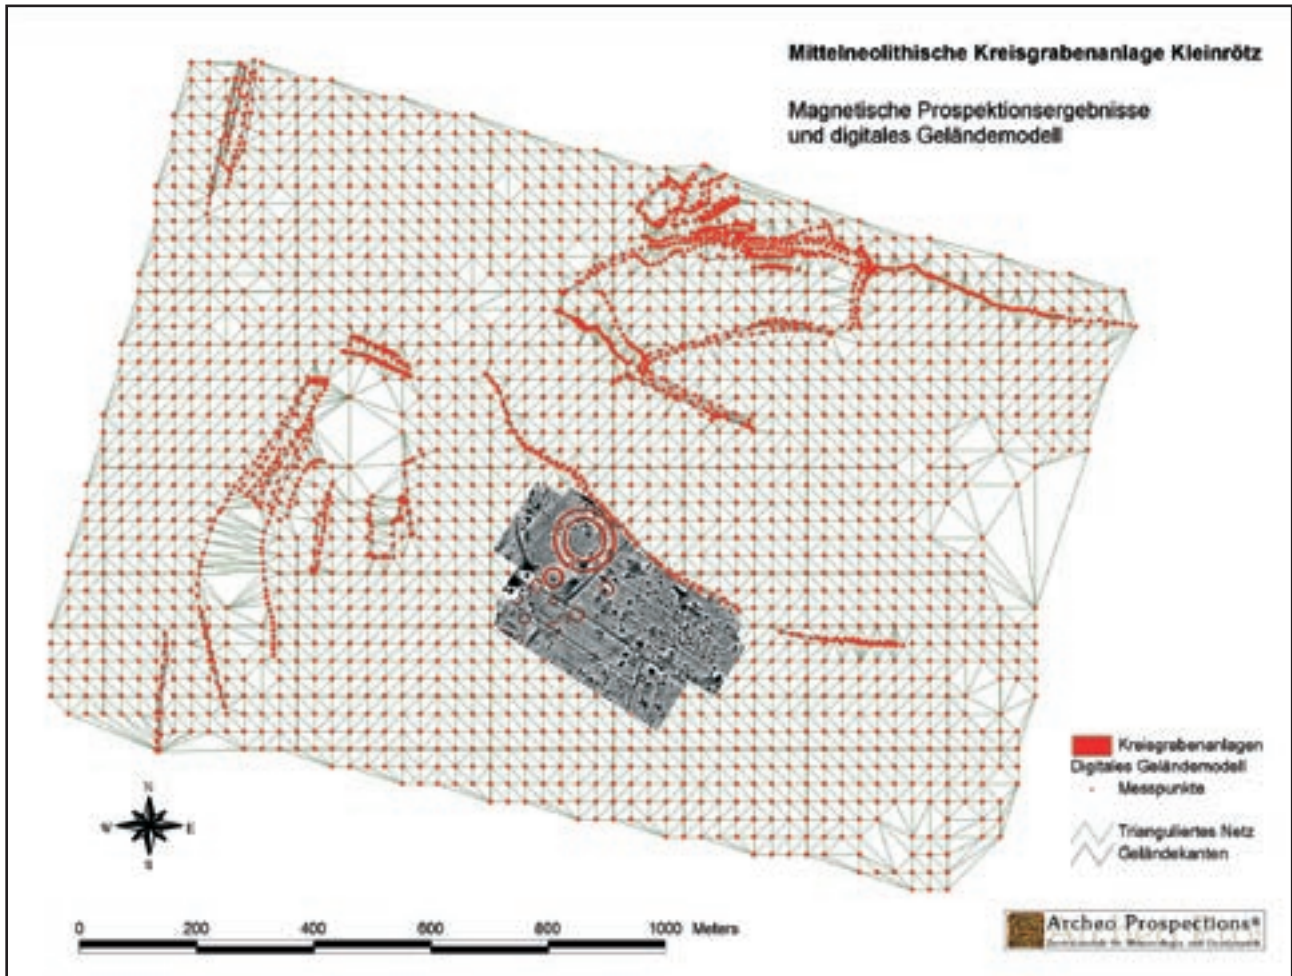 Mittelneolithische Kreisgrabenanlage Kleinrötz
Magnetische Prospektionsergebnisse
und digitales Geländemodell
Kreisgrabenanlagen
Digitales Geländemodell
Messpunkte
Trianguliertes Netz
Geländekanten
N
W E
S
0 200 400 600 800 1000 Meters
Archeo Prospections®